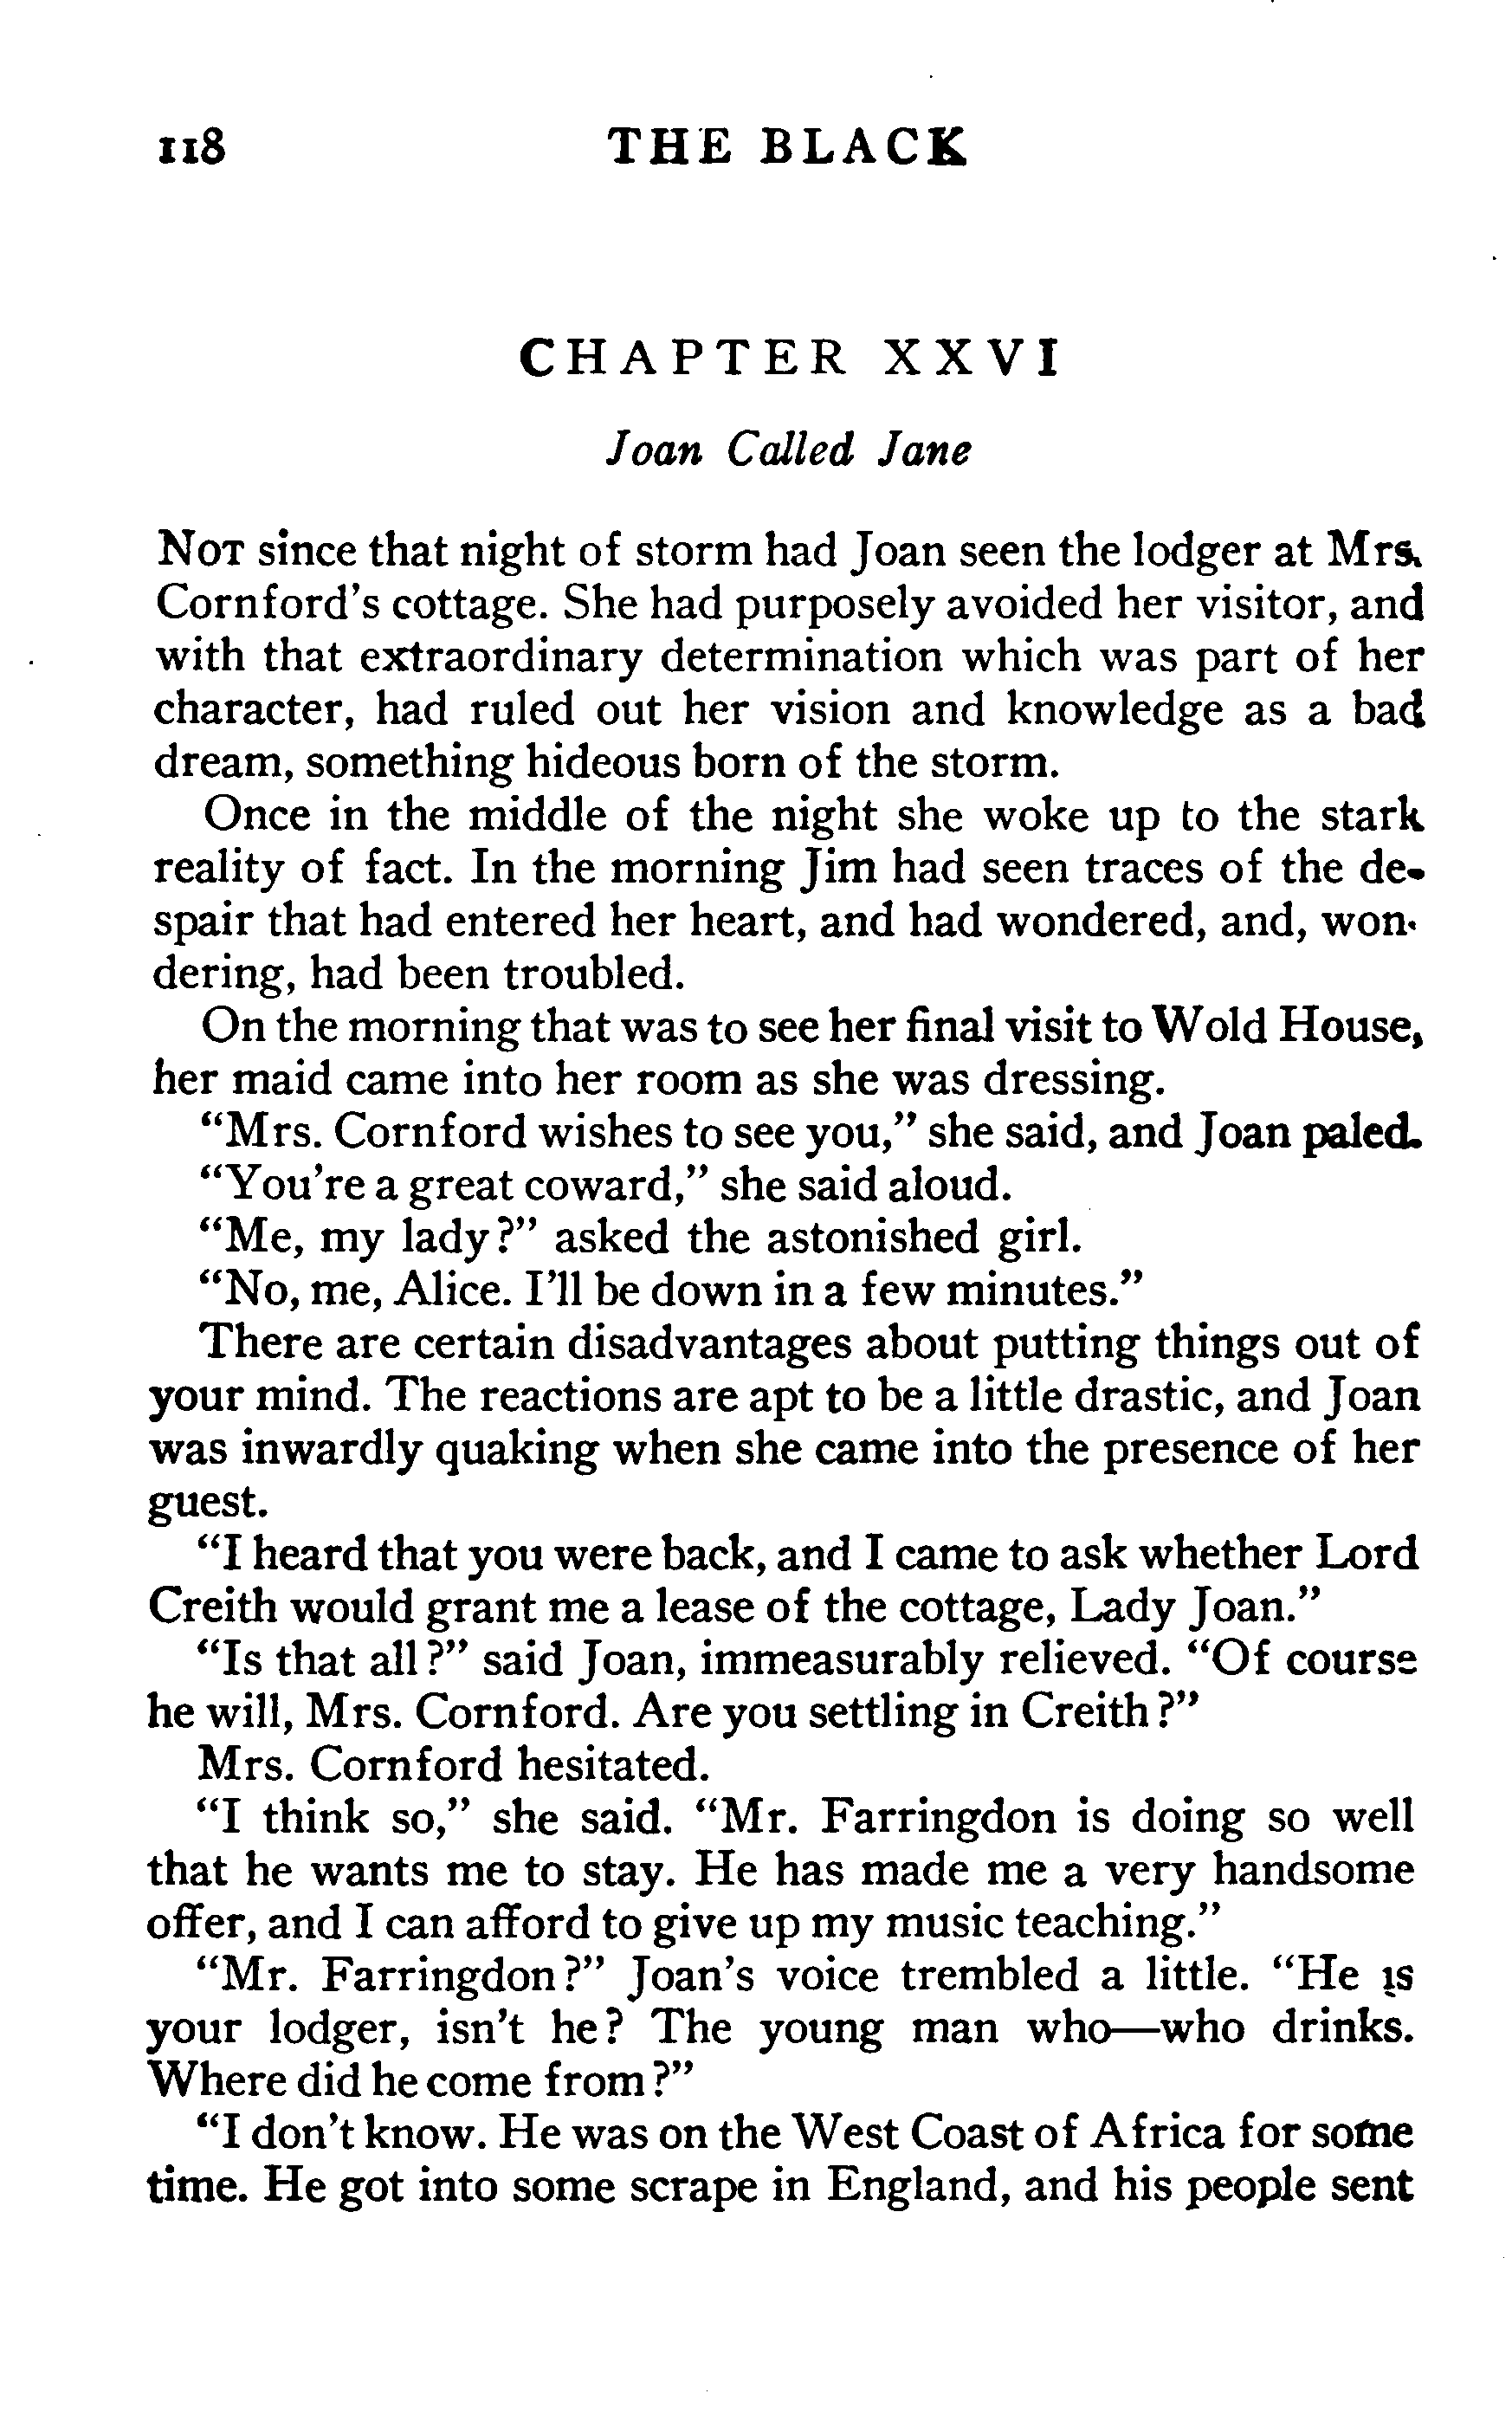 118 THE BLACK
CHAPTER XXVI
Joan Called Jane
NOT since that night of storm had Joan seen the lodger at Mrs.
Cornford's cottage. She had purposely avoided her visitor, and
with that extraordinary determination which was part of her
character, had ruled out her vision and knowledge as a bad
dream, something hideous born of the storm.
Once in the middle of the night she woke up to the stark
reality of fact. In the morning Jim had seen traces of the de-
spair that had entered her heart, and had wondered, and, won-
dering, had been troubled.
On the morning that was to see her final visit to Wold House,
her maid came into her room as she was dressing.
"Mrs. Cornford wishes to see you," she said, and Joan paled.
"You're a great coward," she said aloud.
"Me, my lady?" asked the astonished girl.
"No, me, Alice. I'll be down in a few minutes."
There are certain disadvantages about putting things out of
your mind. The reactions are apt to be a little drastic, and Joan
was inwardly quaking when she came into the presence of her
guest.
"I heard that you were back, and I came to ask whether Lord
Creith would grant me a lease of the cottage, Lady Joan."
"Is that all?" said Joan, immeasurably relieved. "Of course
he will, Mrs. Cornford. Are you settling in Creith?"
Mrs. Cornford hesitated.
"I think so," she said. "Mr. Farringdon is doing so well
that he wants me to stay. He has made me a very handsome
offer, and I can afford to give up my music teaching."
"Mr. Farringdon?" Joan's voice trembled a little. "He is
your lodger, isn't he? The young man who—who drinks.
Where did he come from?"
"I don't know. He was on the West Coast of Africa for some
time. He got into some scrape in England, and his people sent